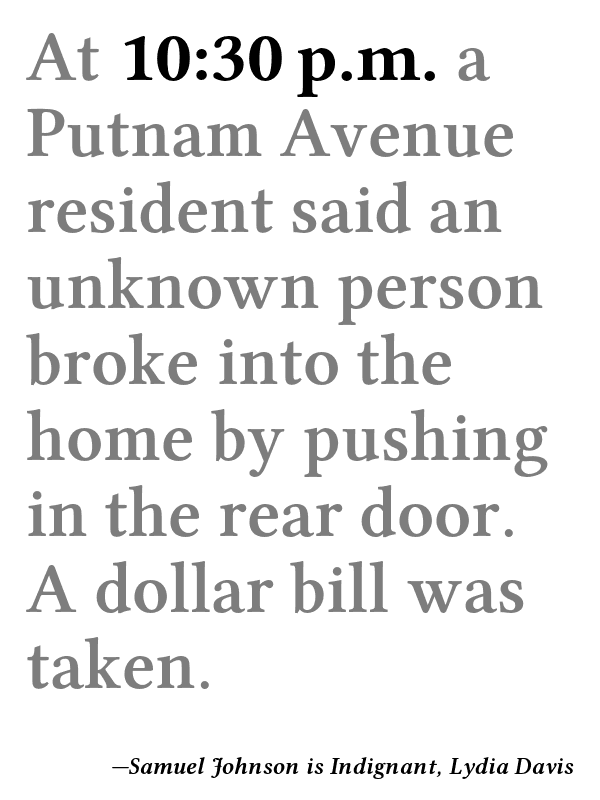 At 10:30 p.m. a
Putnam Avenue
resident said an
unknown person
broke into the
home by pushing
in the rear door.
A dollar bill was
taken.
—Samuel Johnson is Indignant, Lydia Davis